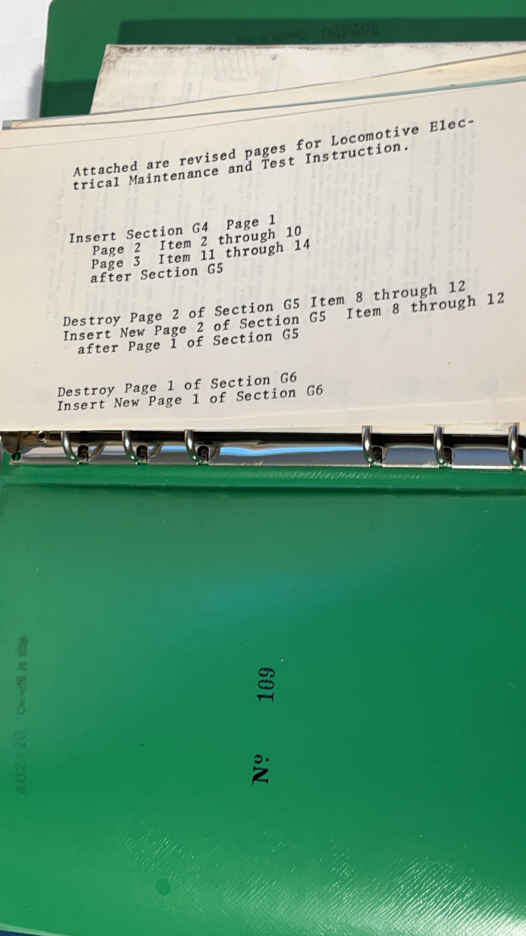 Attached are revised pages for Locomotive Elec-
trical Maintenance and Test Instruction.
Insert Section G4 Page 1
Page 2 Item 2 through 10
Page 3 Item 11 through 14
after Section G5
Destroy Page 2 of Section G5 Item 8 through 12
Insert New Page 2 of Section G5 Item 8 through 12
after Page 1 of Section G5
Destroy Page 1 of Section G6
Insert New Page 1 of Section G6
Nº 109